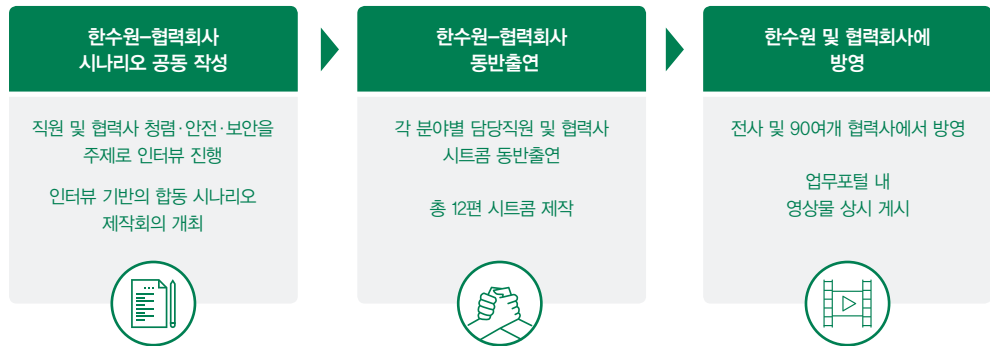 한수원-협력회사
시나리오 공동 작성
직원 및 협력사 청렴·안전·보안을
주제로 인터뷰 진행
인터뷰 기반의 합동 시나리오
제작회의 개최
한수원-협력회사
동반출연
각 분야별 담당직원 및 협력사
시트콤 동반출연
총 12편 시트콤 제작
한수원 및 협력회사에
방영
전사 및 90여개 협력사에서 방영
업무포털 내
영상물 상시 게시